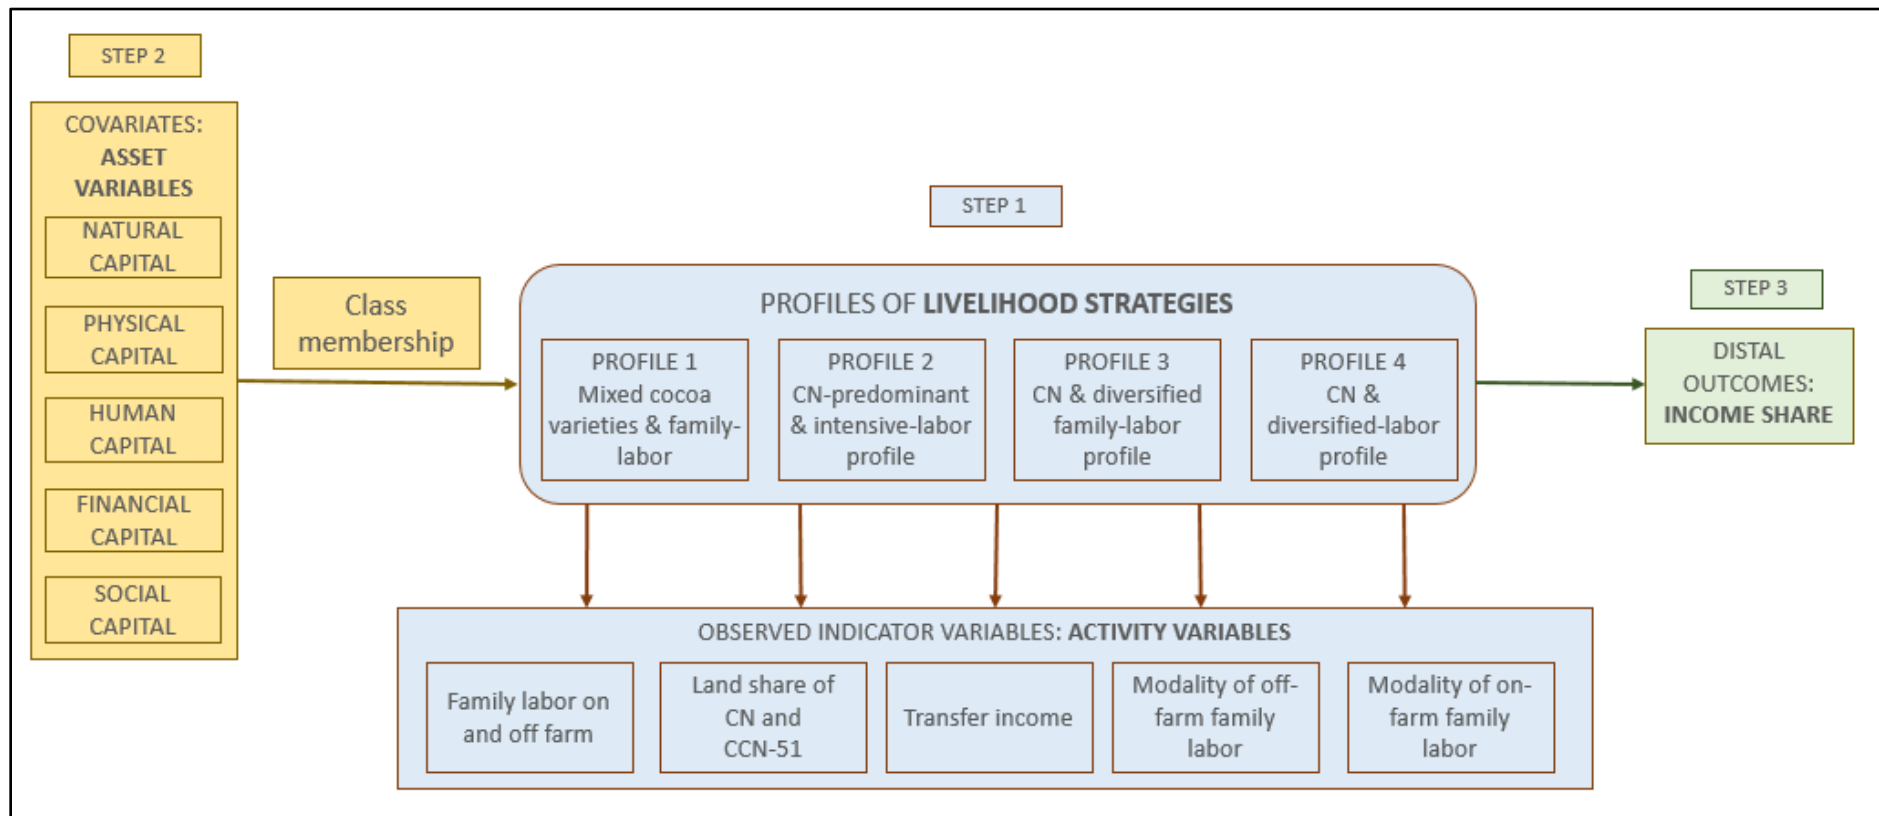 STEP 2
COVARIATES:
ASSET
VARIABLES
NATURAL
CAPITAL
PHYSICAL
CAPITAL
HUMAN
CAPITAL
FINANCIAL
CAPITAL
SOCIAL
CAPITAL
Class
membership
STEP 1
PROFILES OF LIVELIHOOD STRATEGIES
PROFILE 1
Mixed cocoa
varieties & family-
labor
PROFILE 2
CN-predominant
& intensive-labor
profile
PROFILE 3
CN & diversified
family-labor
profile
PROFILE 4
CN &
diversified-labor
profile
OBSERVED INDICATOR VARIABLES: ACTIVITY VARIABLES
Family labor on
and off farm
Land share of
CN and
CCN-51
Transfer income
Modality of off-
farm family
labor
Modality of on-
farm family
labor
STEP 3
DISTAL
OUTCOMES:
INCOME SHARE